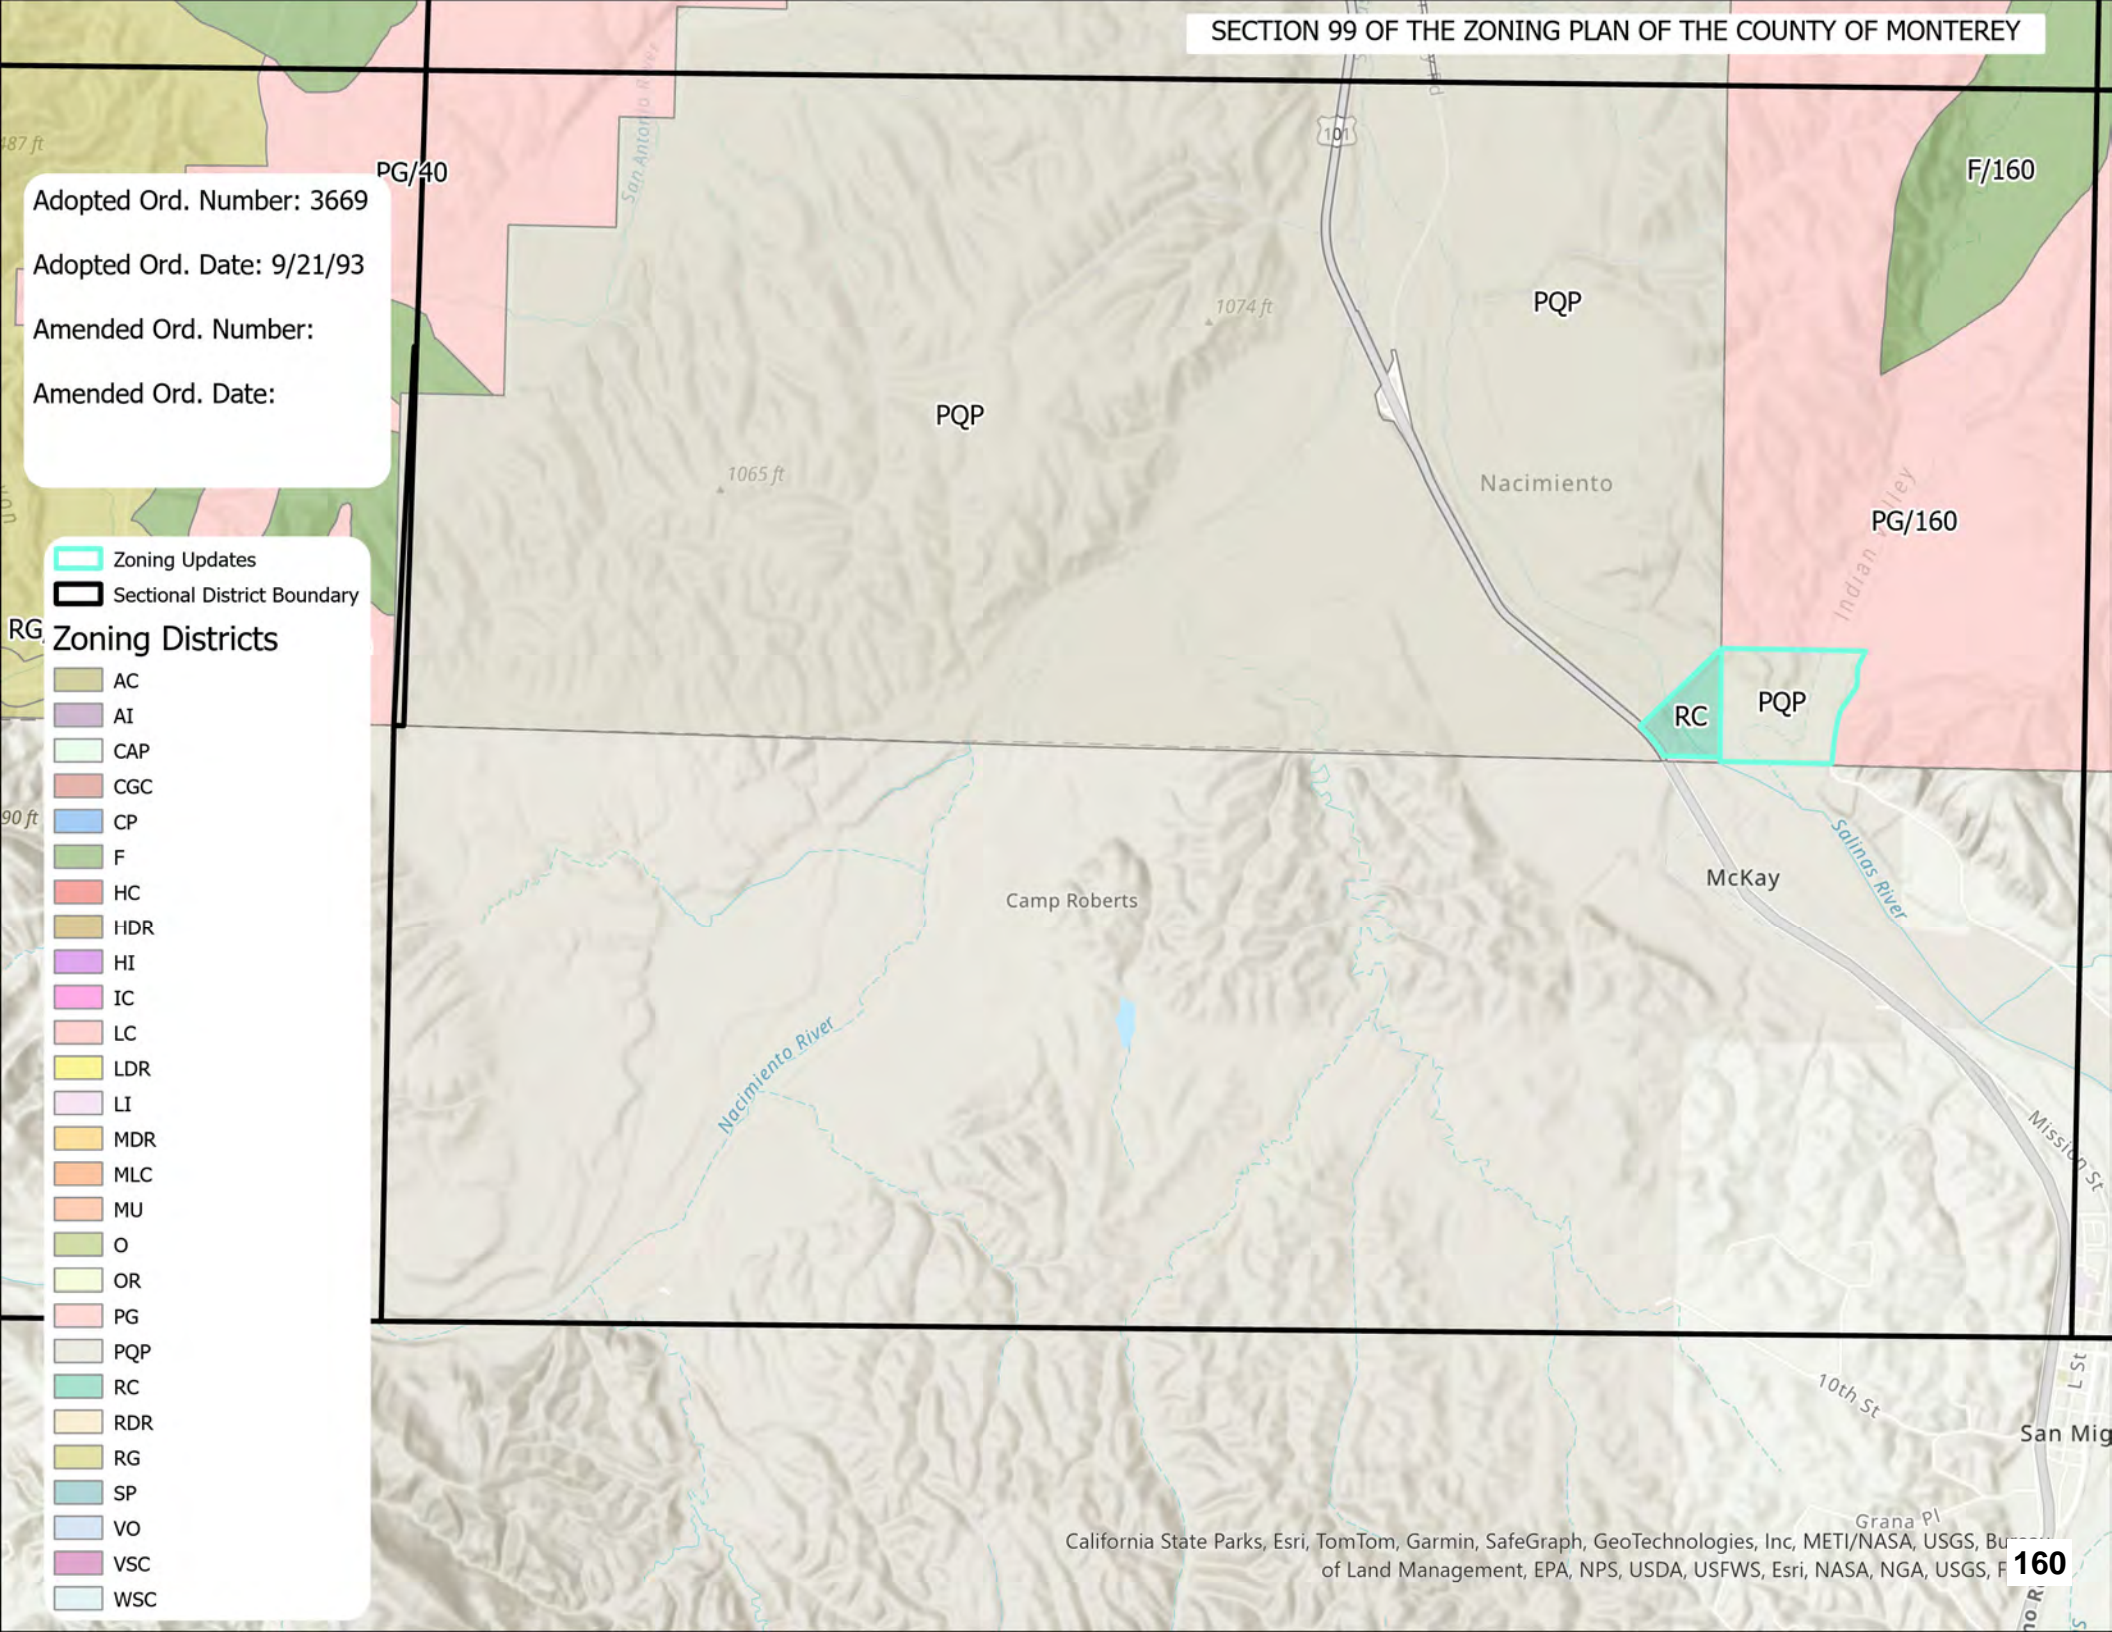 SECTION 99 OF THE ZONING PLAN OF THE COUNTY OF MONTEREY
San Antonio River
101
487 ft
PG/40
F/160
Adopted Ord. Number: 3669
Adopted Ord. Date: 9/21/93
Amended Ord. Number:
Amended Ord. Date:
1074 ft
PQP
PQP
1065 ft
Nacimiento
PG/160
Indian Valley
Zoning Updates
Sectional District Boundary
RG
Zoning Districts
AC
AI
CAP
CGC
CP
F
HC
HDR
HI
IC
LC
LDR
LI
MDR
MLC
MU
O
OR
PG
PQP
RC
RDR
RG
SP
VO
VSC
WSC
RC
PQP
90 ft
Salinas River
McKay
Camp Roberts
Nacimiento River
Mission St
10th St
L St
San Mig
Grana Pl
California State Parks, Esri, TomTom, Garmin, SafeGraph, GeoTechnologies, Inc, METI/NASA, USGS,
of Land Management, EPA, NPS, USDA, USFWS, Esri, NASA, NGA, USGS, F
160